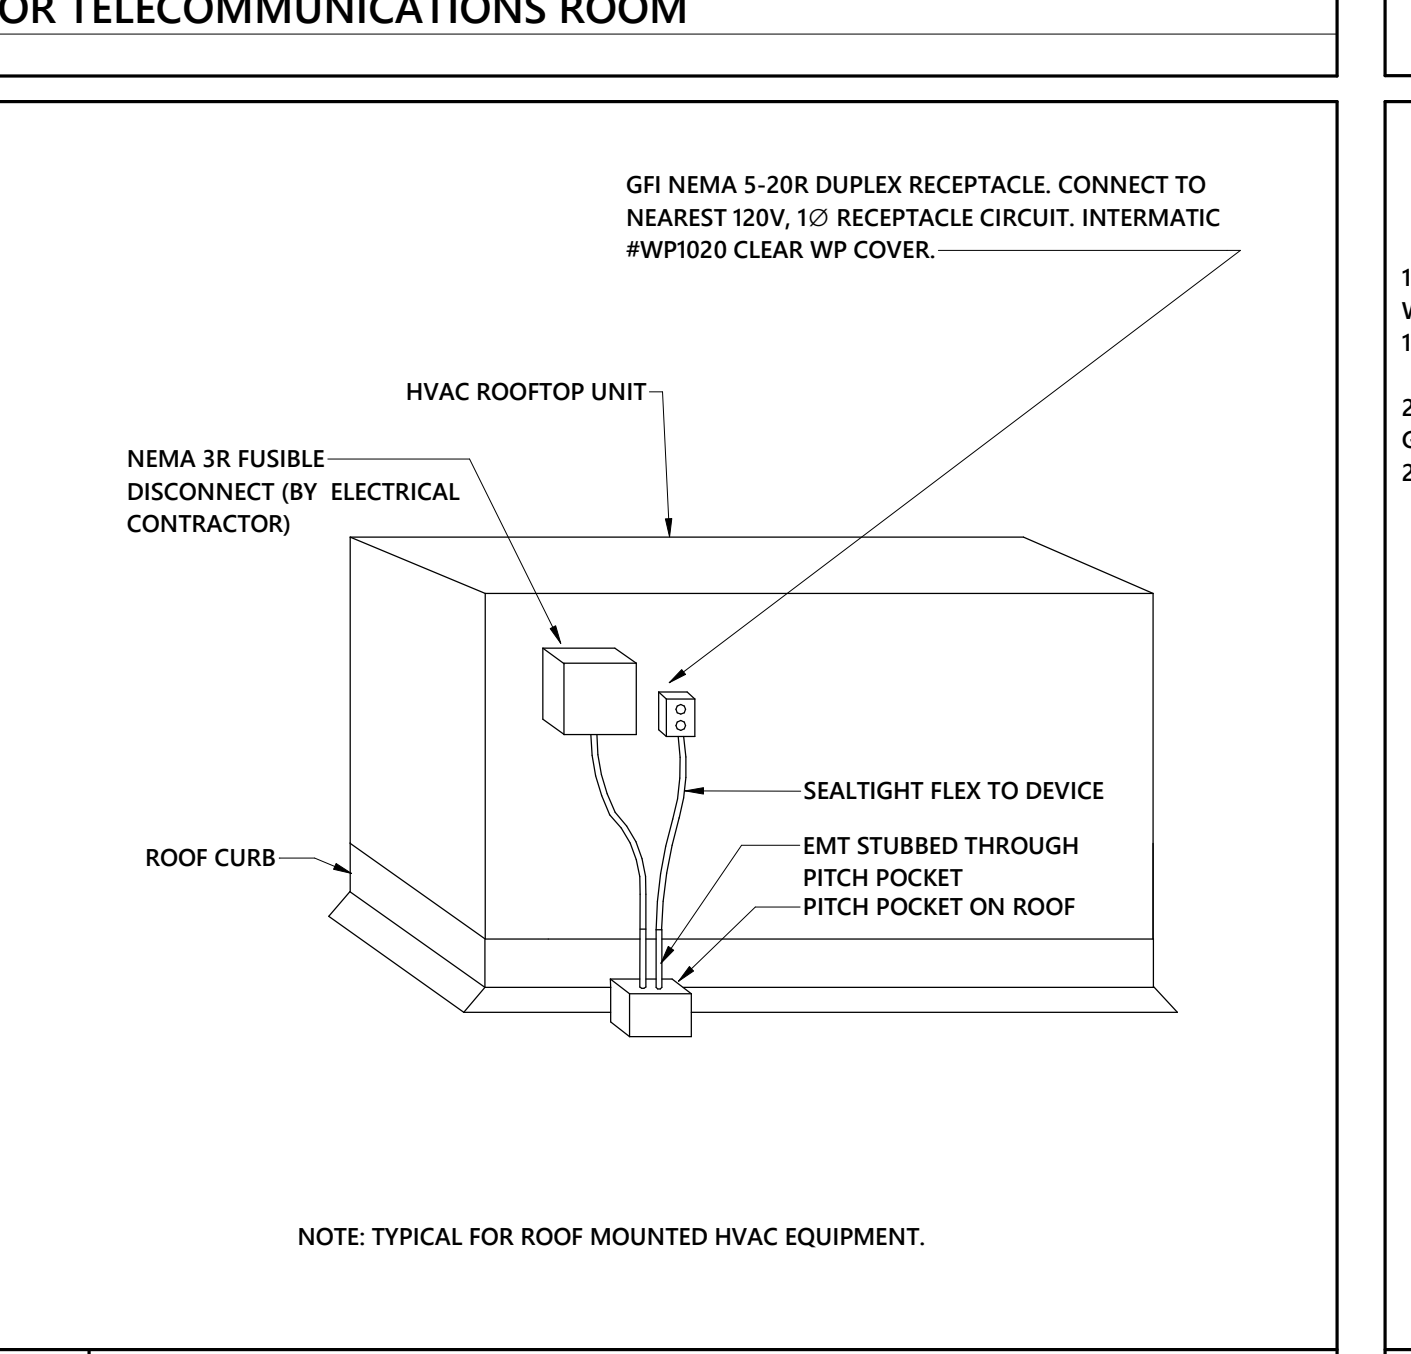 OR TELECOMMUNICATIONS ROOM
GFI NEMA 5-20R DUPLEX RECEPTACLE. CONNECT TO
NEAREST 120V, 1∅ RECEPTACLE CIRCUIT. INTERMATIC
#WP1020 CLEAR WP COVER.
HVAC ROOFTOP UNIT
NEMA 3R FUSIBLE
DISCONNECT (BY ELECTRICAL
CONTRACTOR)
SEALTIGHT FLEX TO DEVICE
EMT STUBBED THROUGH
PITCH POCKET
PITCH POCKET ON ROOF
ROOF CURB
NOTE: TYPICAL FOR ROOF MOUNTED HVAC EQUIPMENT.